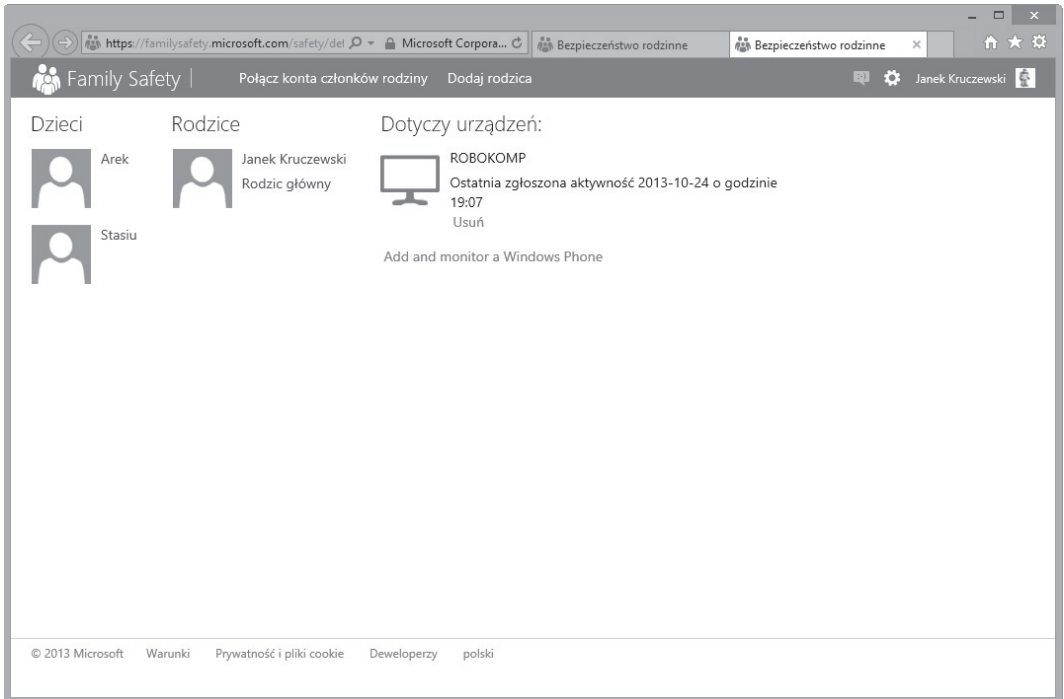 https://familysafety.microsoft.com/safety/del
Microsoft Corpora...
Bezpieczeństwo rodzinne
Bezpieczeństwo rodzinne
Family Safety
Połącz konta członków rodziny
Dodaj rodzica
Janek Kruczewski
Dzieci
Arek
Stasiu
Rodzice
Janek Kruczewski
Rodzic główny
Dotyczy urządzeń:
ROBOKOMP
Ostatnia zgłoszona aktywność 2013-10-24 o godzinie
19:07
Usuń
Add and monitor a Windows Phone
© 2013 Microsoft
Warunki
Prywatność i pliki cookie
Deweloperzy
polski